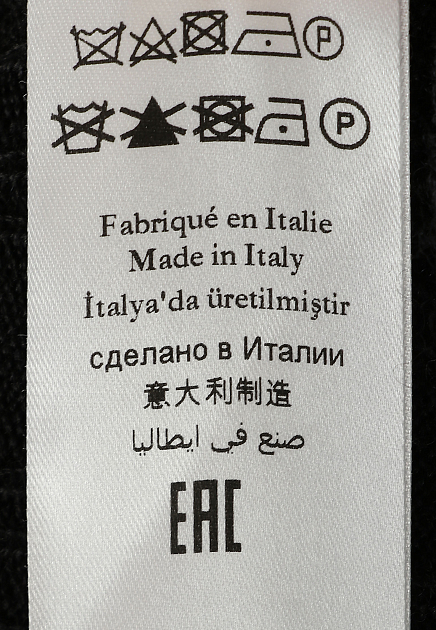 P
P
Fabriqué en Italie
Made in Italy
İtalya'da üretilmiştir
сделано в Италии
意大利制造
صنع في ايطاليا
EAC